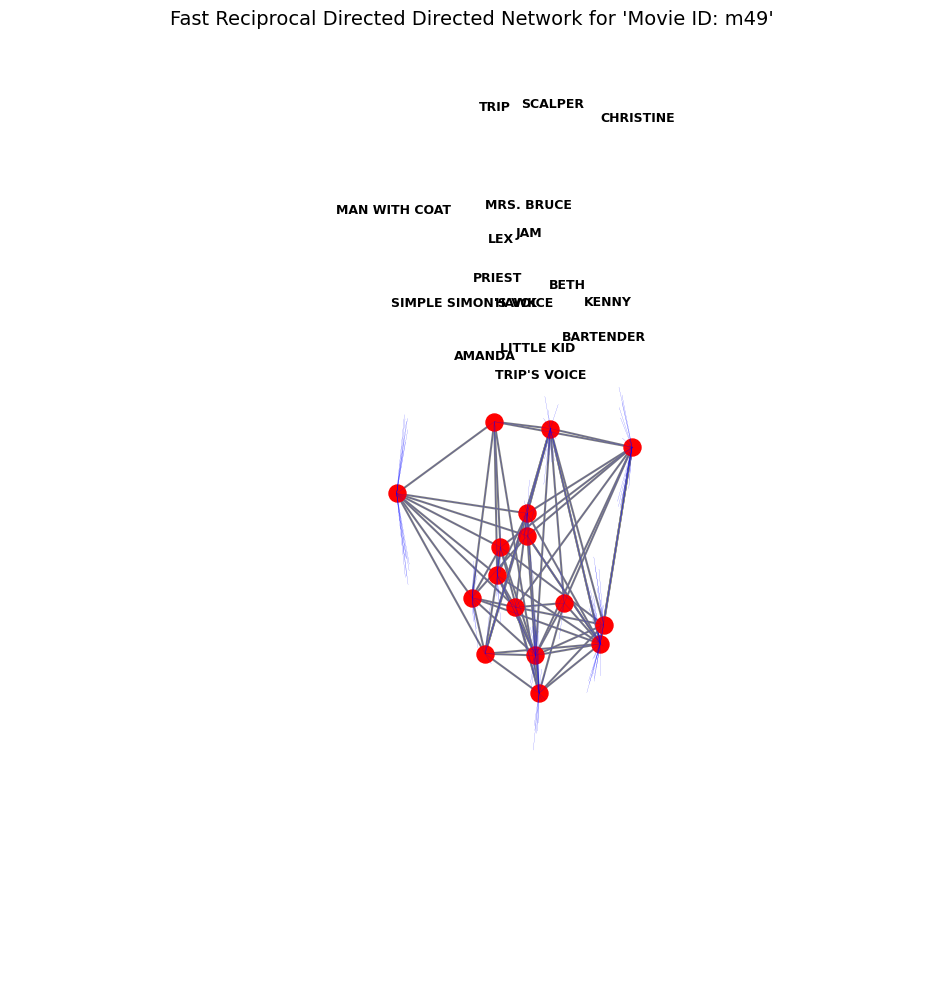 Fast Reciprocal Directed Directed Network for 'Movie ID: m49'
TRIP
SCALPER
CHRISTINE
MAN WITH COAT
MRS. BRUCE
JAM
LEX
PRIEST
BETH
SIMPLE SIMON'S VOICE
HAWK
KENNY
BARTENDER
LITTLE KID
AMANDA
TRIP'S VOICE